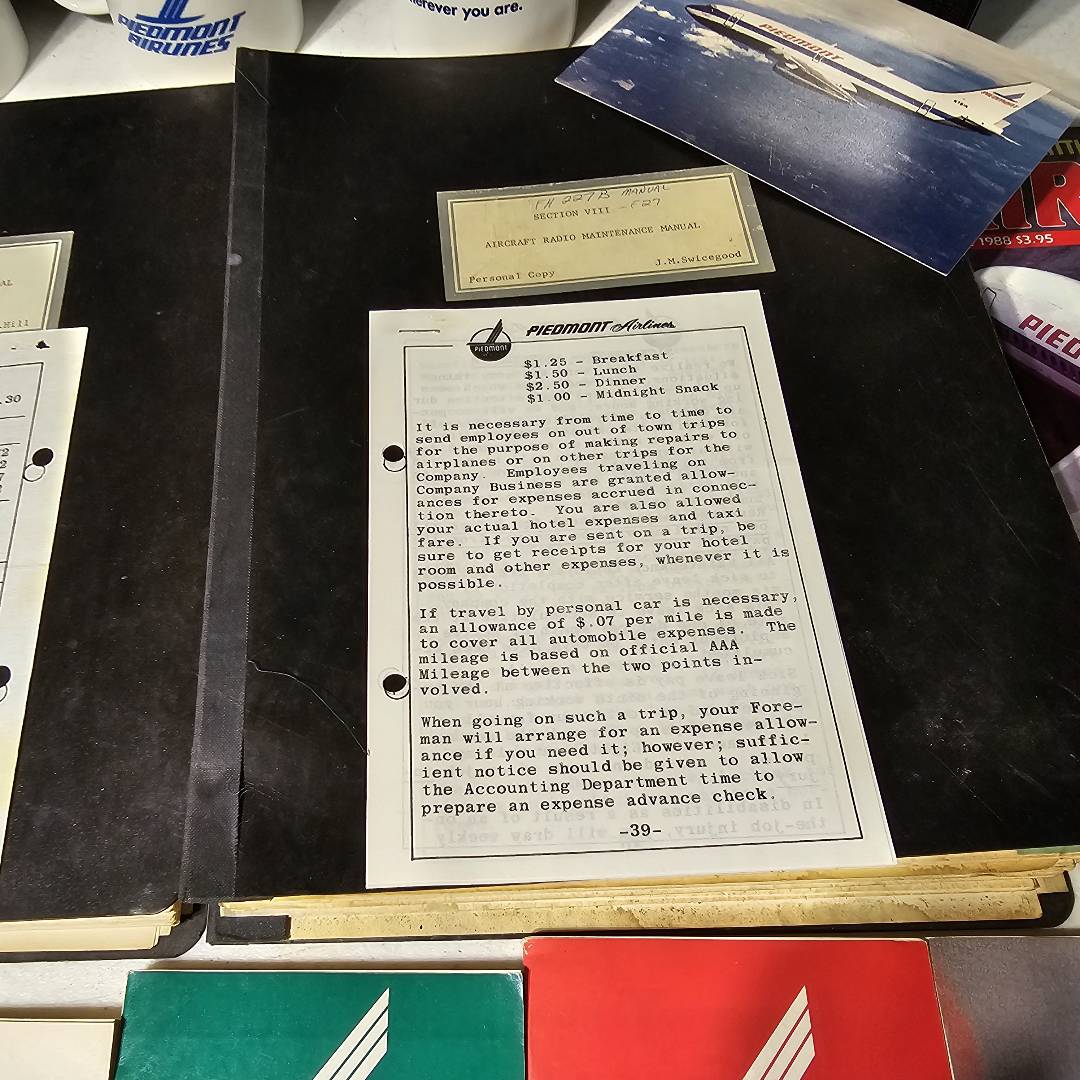 PIEDMONT
AIRLINES
wherever you are.
PIEDMONT
PIEDMONT
1988 $3.95
PIED
FH 227B MANUAL
SECTION VIII - F27
AIRCRAFT RADIO MAINTENANCE MANUAL
Personal Copy
J.M.Swicegood
.30
PIEDMONT
PIEDMONT Airlines
$1.25 - Breakfast
$1.50 - Lunch
$2.50 - Dinner
$1.00 - Midnight Snack
It is necessary from time to time to
send employees on out of town trips
for the purpose of making repairs to
airplanes or on other trips for the
Company. Employees traveling on
Company Business are granted allow-
ances for expenses accrued in connec-
tion thereto. You are also allowed
your actual hotel expenses and taxi
fare. If you are sent on a trip, be
sure to get receipts for your hotel
room and other expenses, whenever it is
possible.
If travel by personal car is necessary,
an allowance of $.07 per mile is made
to cover all automobile expenses. The
mileage is based on official AAA
Mileage between the two points in-
volved.
When going on such a trip, your Fore-
man will arrange for an expense allow-
ance if you need it; however; suffic-
ient notice should be given to allow
the Accounting Department time to
prepare an expense advance check.
-39-